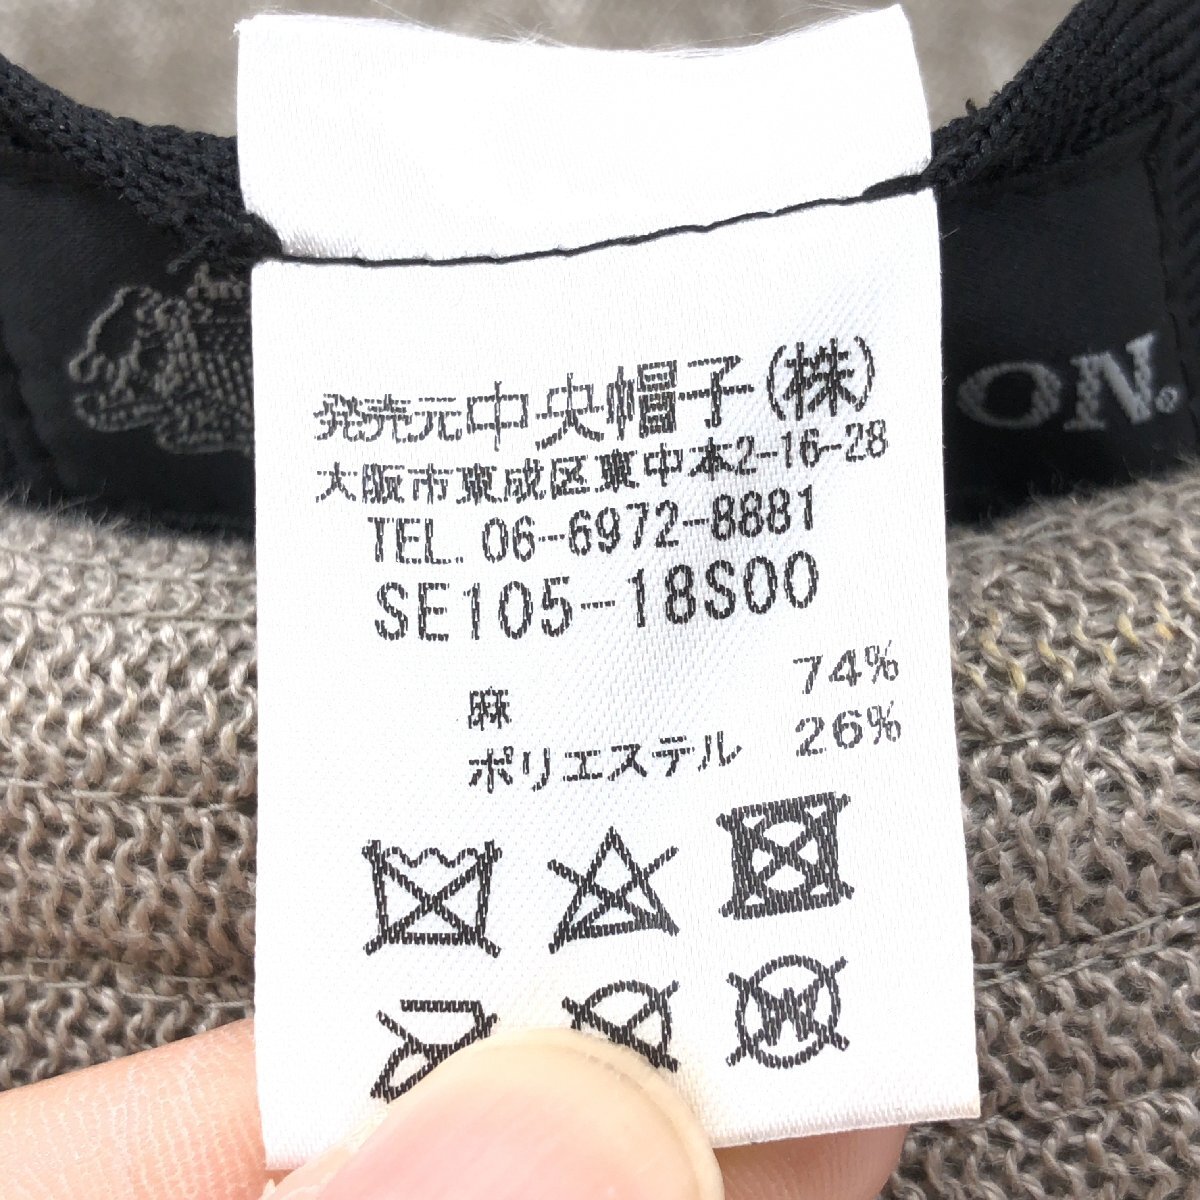 発売元中央帽子(株)
大阪市東成区東中本2-16-28
TEL. 06-6972-8881
SE105-18S00
麻 74%
ポリエステル 26%
ON®
W